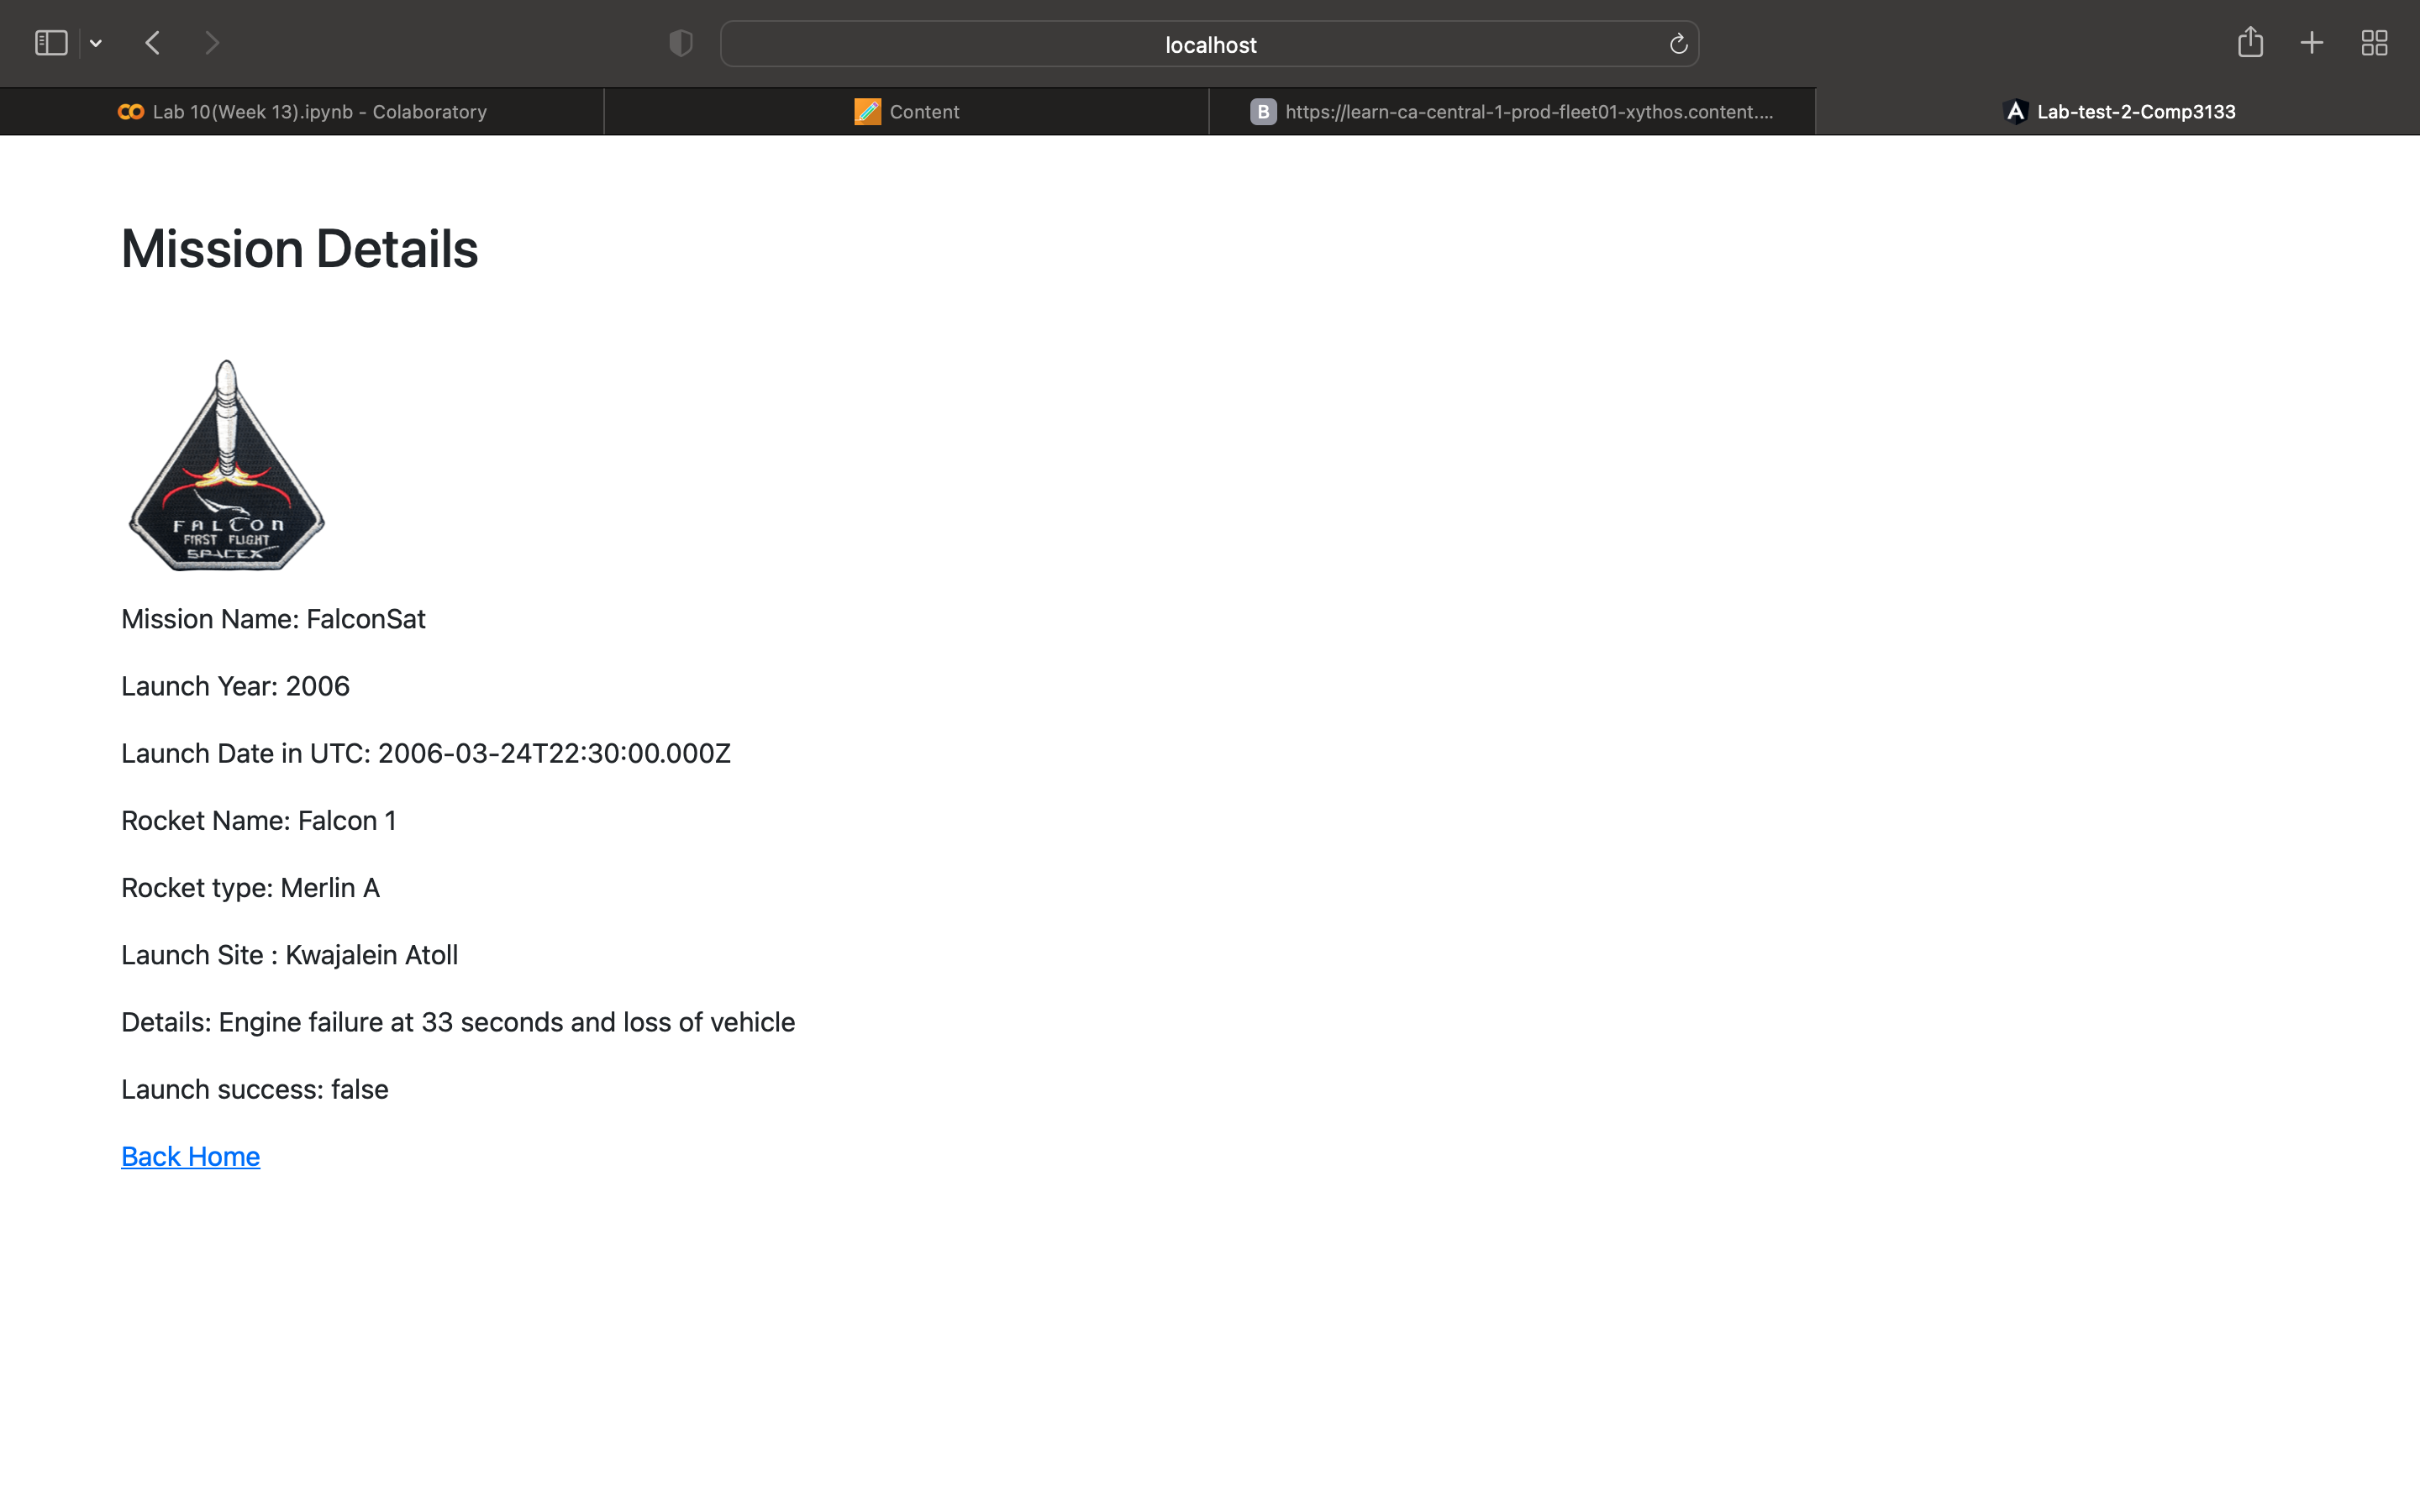 localhost
Lab 10(Week 13).ipynb - Colaboratory
Content
B
https://learn-ca-central-1-prod-fleet01-xythos.content....
Lab-test-2-Comp3133
Mission Details
FALCON
FIRST FLIGHT
SPACEX
Mission Name: FalconSat
Launch Year: 2006
Launch Date in UTC: 2006-03-24T22:30:00.000Z
Rocket Name: Falcon 1
Rocket type: Merlin A
Launch Site : Kwajalein Atoll
Details: Engine failure at 33 seconds and loss of vehicle
Launch success: false
Back Home